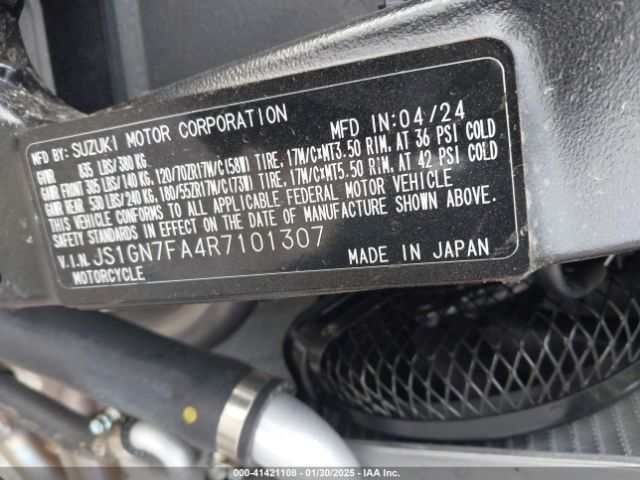 MFD BY: SUZUKI MOTOR CORPORATION MFD IN: 04/24
GVWR 835 LBS/380 KG
GAWR FRONT 305 LBS/140 KG, 120/70ZR17M/C(58W) TIRE, 17M/CxMT3.50 RIM, AT 36 PSI COLD
GAWR REAR 530 LBS/240 KG, 180/55ZR17M/C(73W) TIRE, 17M/CxMT5.50 RIM, AT 42 PSI COLD
THIS VEHICLE CONFORMS TO ALL APPLICABLE FEDERAL MOTOR VEHICLE
SAFETY STANDARDS IN EFFECT ON THE DATE OF MANUFACTURE SHOWN ABOVE.
V.I.N. JS1GN7FA4R7101307 MADE IN JAPAN
MOTORCYCLE
000-41421108 - 01/30/2025 - IAA Inc.